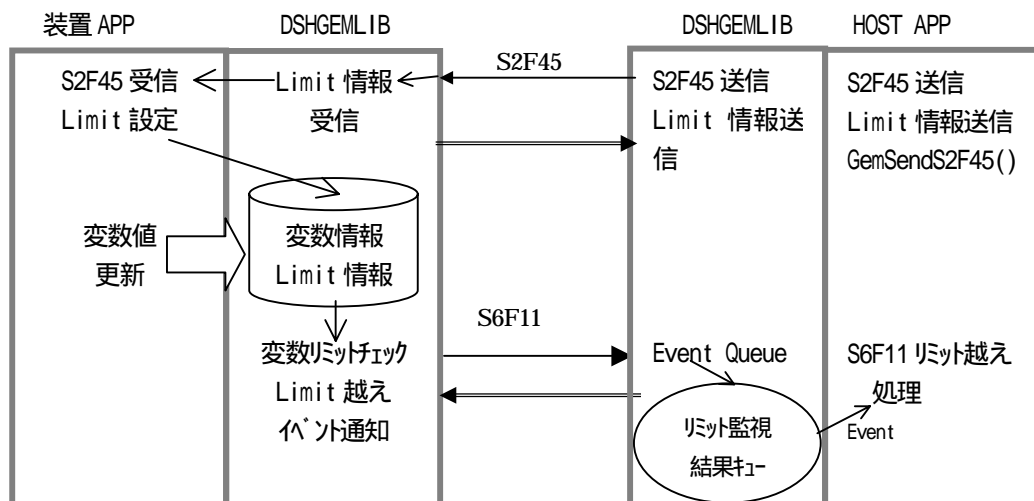 装置 APP
DSHGEMLIB
DSHGEMLIB
HOST APP
S2F45 受信
Limit 設定
Limit 情報
受信
S2F45
S2F45 送信
Limit 情報送
信
S2F45 送信
Limit 情報送信
GemSendS2F45()
変数値
更新
変数情報
Limit 情報
変数ﾘﾐｯﾄﾁｪｯｸ
Limit 越え
ｲﾍﾞﾝﾄ通知
S6F11
Event Queue
ﾘﾐｯﾄ監視
結果ｷｭｰ
S6F11 ﾘﾐｯﾄ越え
処理
Event